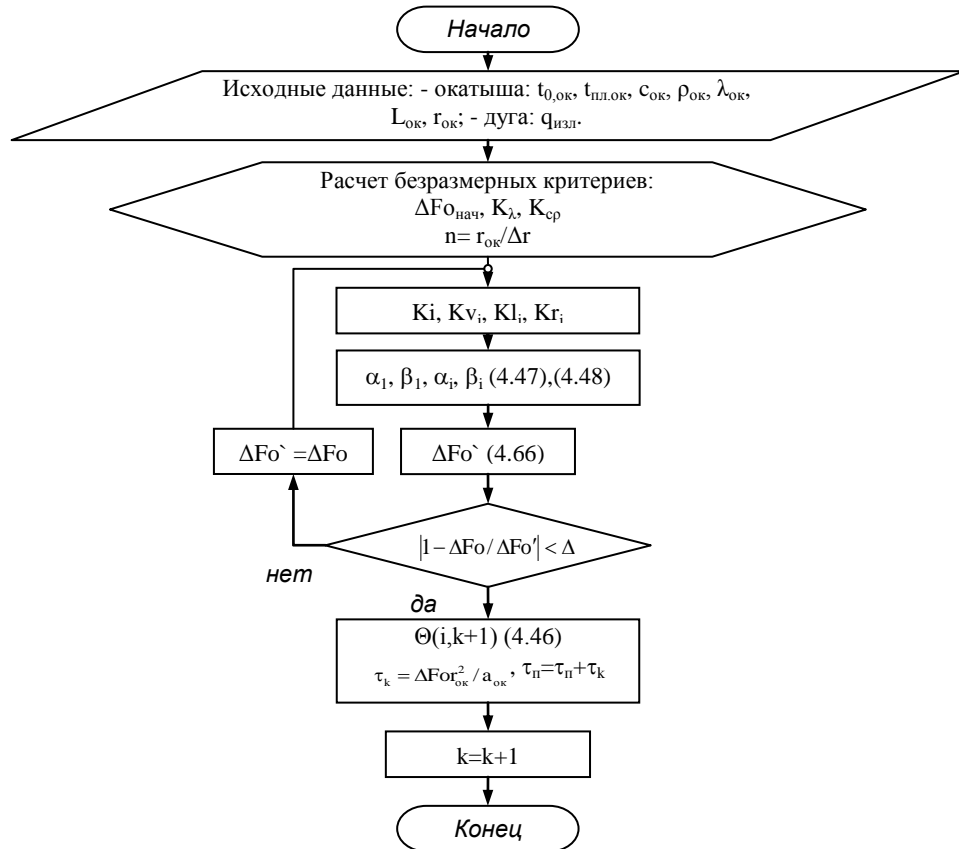 Начало
Исходные данные: - окатыша: t₀,ок, tпл.ок, cок, ρок, λок,
Lок, rок; - дуга: qизл.
Расчет безразмерных критериев:
ΔFoнач, Kλ, Kcρ
n= rок/Δr
Ki, Kvᵢ, Klᵢ, Krᵢ
α₁, β₁, αᵢ, βᵢ (4.47),(4.48)
ΔFo` =ΔFo
ΔFo` (4.66)
|1−ΔFo/ΔFo′| < Δ
нет
да
Θ(i,k+1) (4.46)
τₖ = ΔFor²ок/aок, τп=τп+τₖ
k=k+1
Конец